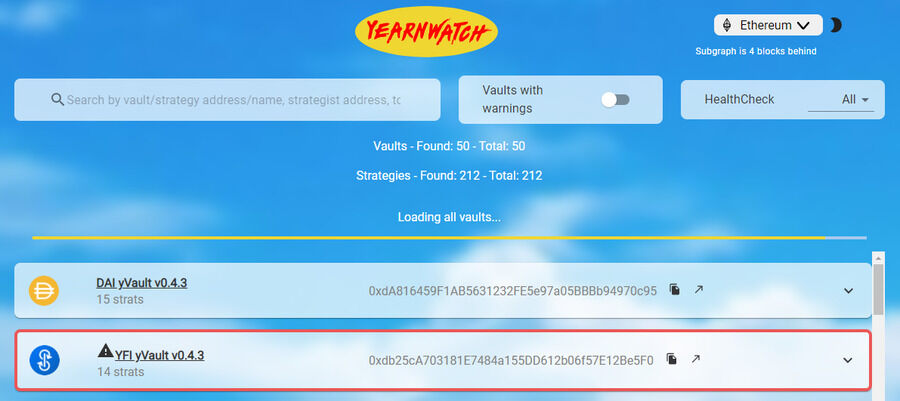 YEARNWATCH
Ethereum
Subgraph is 4 blocks behind
Search by vault/strategy address/name, strategist address, to
Vaults with
warnings
HealthCheck
All
Vaults - Found: 50 - Total: 50
Strategies - Found: 212 - Total: 212
Loading all vaults...
DAI yVault v0.4.3
0xdA816459F1AB5631232FE5e97a05BBBb94970c95
15 strats
YFI yVault v0.4.3
0xdb25cA703181E7484a155DD612b06f57E12Be5F0
14 strats